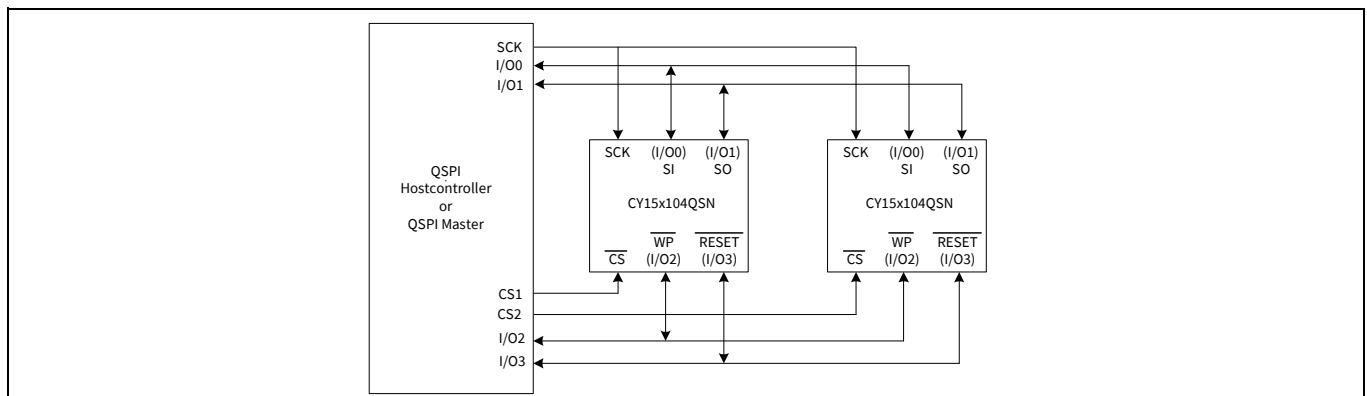 SCK
I/O0
I/O1
QSPI
Hostcontroller
or
QSPI Master
CS1
CS2
I/O2
I/O3
SCK (I/O0) (I/O1)
SI SO
CY15x104QSN
CS WP RESET
(I/O2) (I/O3)
SCK (I/O0) (I/O1)
SI SO
CY15x104QSN
CS WP RESET
(I/O2) (I/O3)